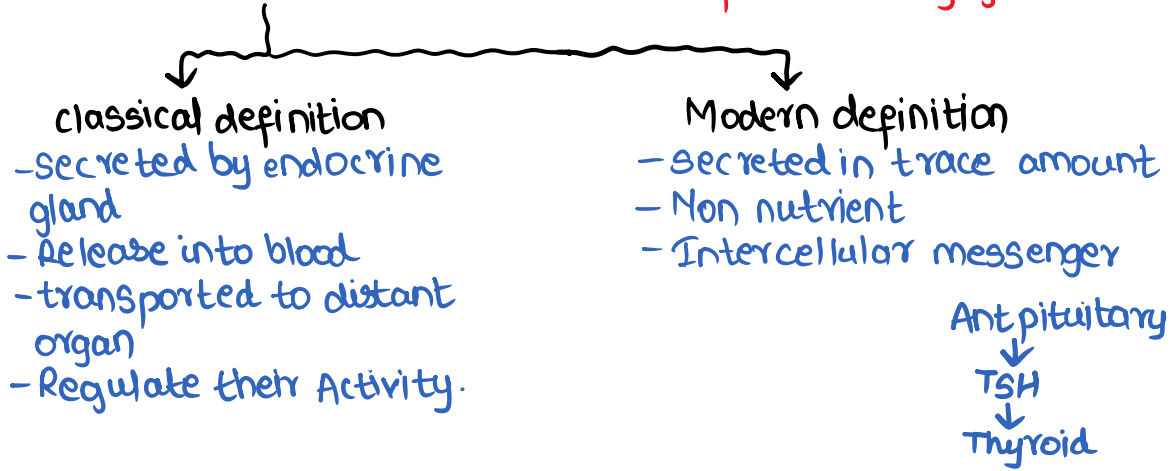 classical definition
-secreted by endocrine
gland
- Release into blood
- transported to distant
organ
- Regulate their Activity.
Modern definition
- secreted in trace amount
- Non nutrient
- Intercellular messenger
Ant pituitary
TSH
Thyroid